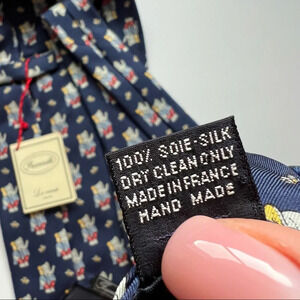 100% SOIE-SILK
DRY CLEAN ONLY
MADE IN FRANCE
HAND MADE